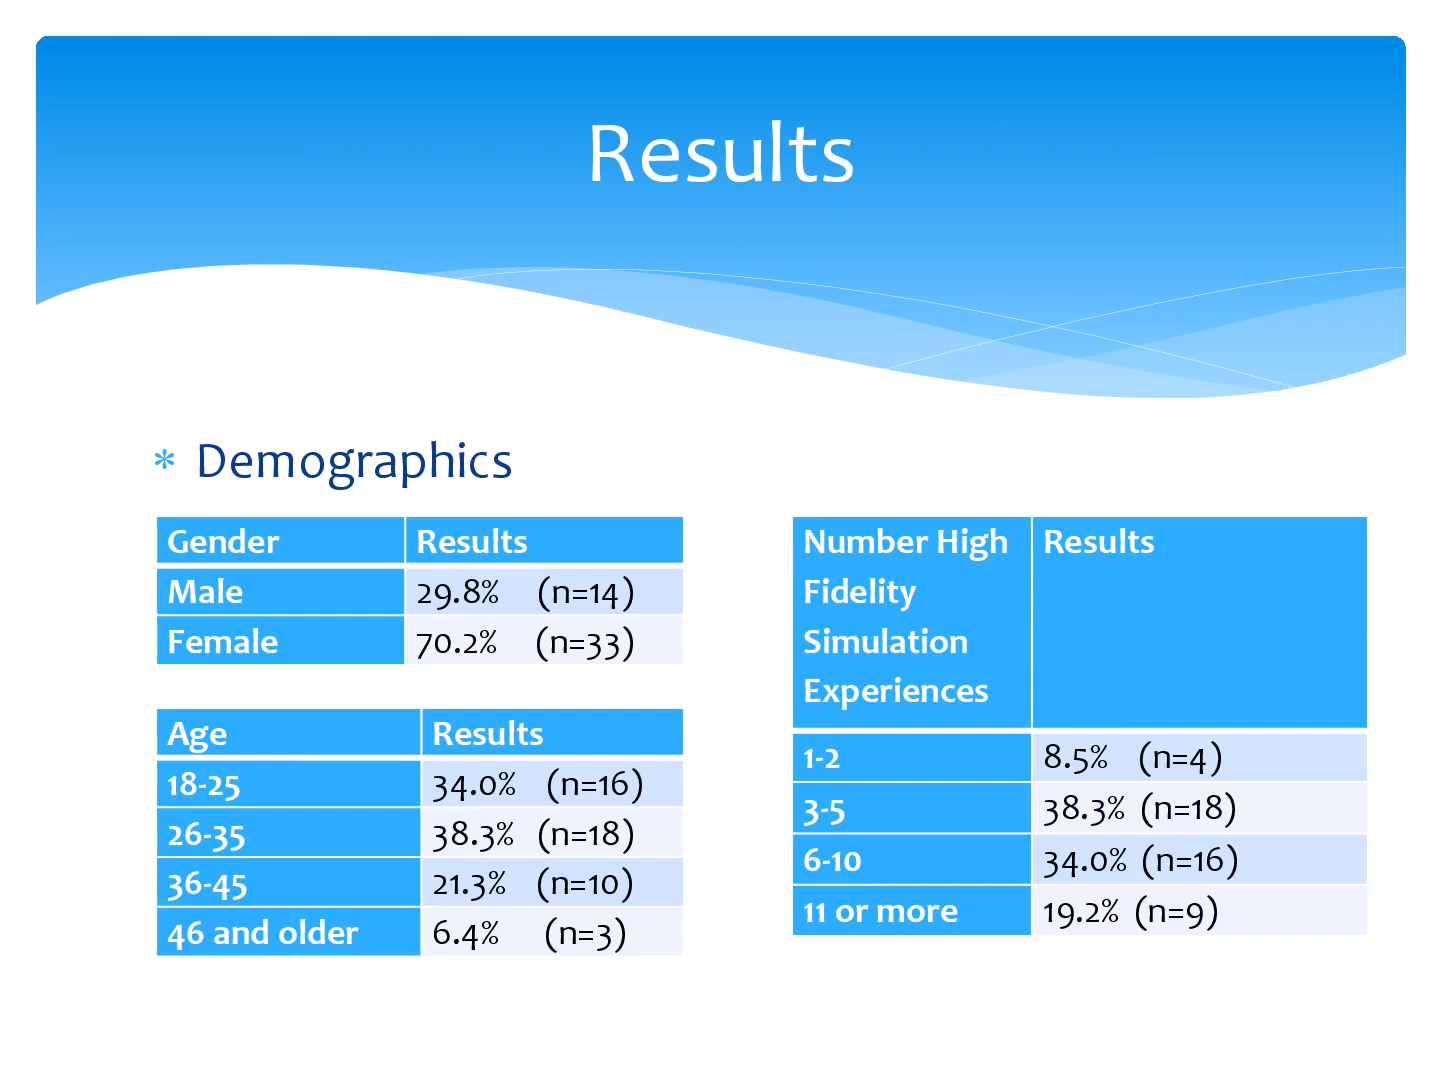 Results
* Demographics
Gender Results
Male 29.8% (n=14)
Female 70.2% (n=33)
Age Results
18-25 34.0% (n=16)
26-35 38.3% (n=18)
36-45 21.3% (n=10)
46 and older 6.4% (n=3)
Number High Results
Fidelity
Simulation
Experiences
1-2 8.5% (n=4)
3-5 38.3% (n=18)
6-10 34.0% (n=16)
11 or more 19.2% (n=9)